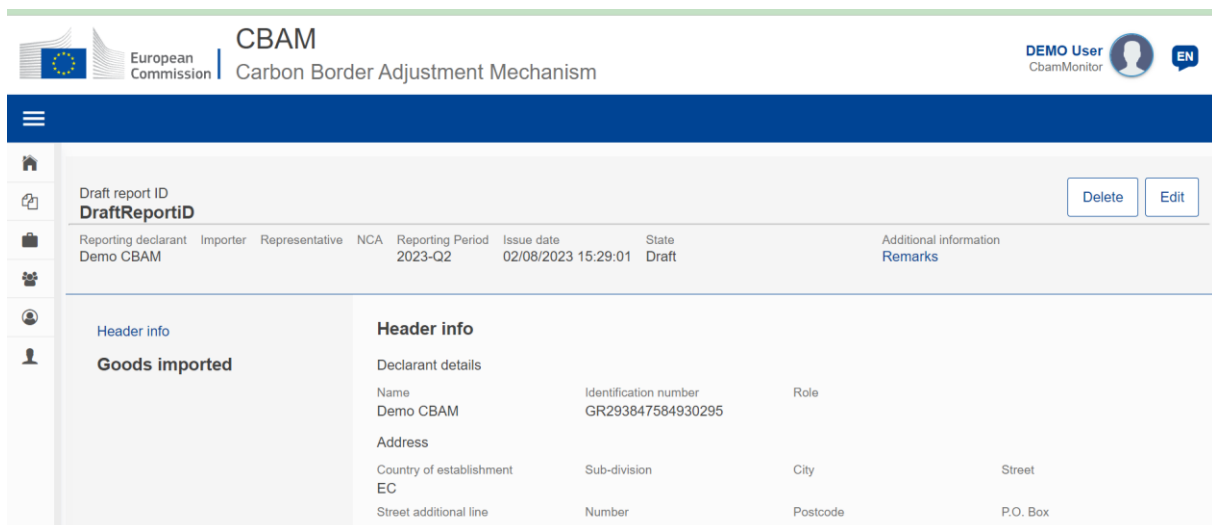 CBAM
European
Commission
Carbon Border Adjustment Mechanism
DEMO User
CbamMonitor
EN
Draft report ID
DraftReportiD
Delete
Edit
Reporting declarant Importer Representative NCA Reporting Period Issue date State Additional information
Demo CBAM 2023-Q2 02/08/2023 15:29:01 Draft Remarks
Header info
Goods imported
Header info
Declarant details
Name Identification number Role
Demo CBAM GR293847584930295
Address
Country of establishment Sub-division City Street
EC
Street additional line Number Postcode P.O. Box